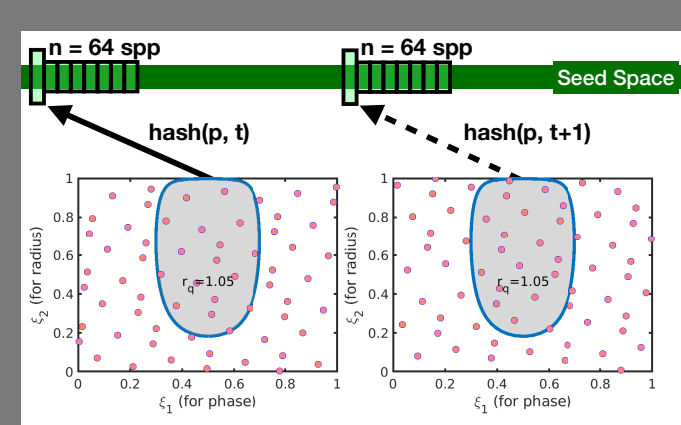 n = 64 spp
n = 64 spp
Seed Space
hash(p, t)
hash(p, t+1)
1
0.8
0.6
0.4
0.2
0
ξ2 (for radius)
rq=1.05
0 0.2 0.4 0.6 0.8 1
ξ1 (for phase)
1
0.8
0.6
0.4
0.2
0
ξ2 (for radius)
rq=1.05
0 0.2 0.4 0.6 0.8 1
ξ1 (for phase)